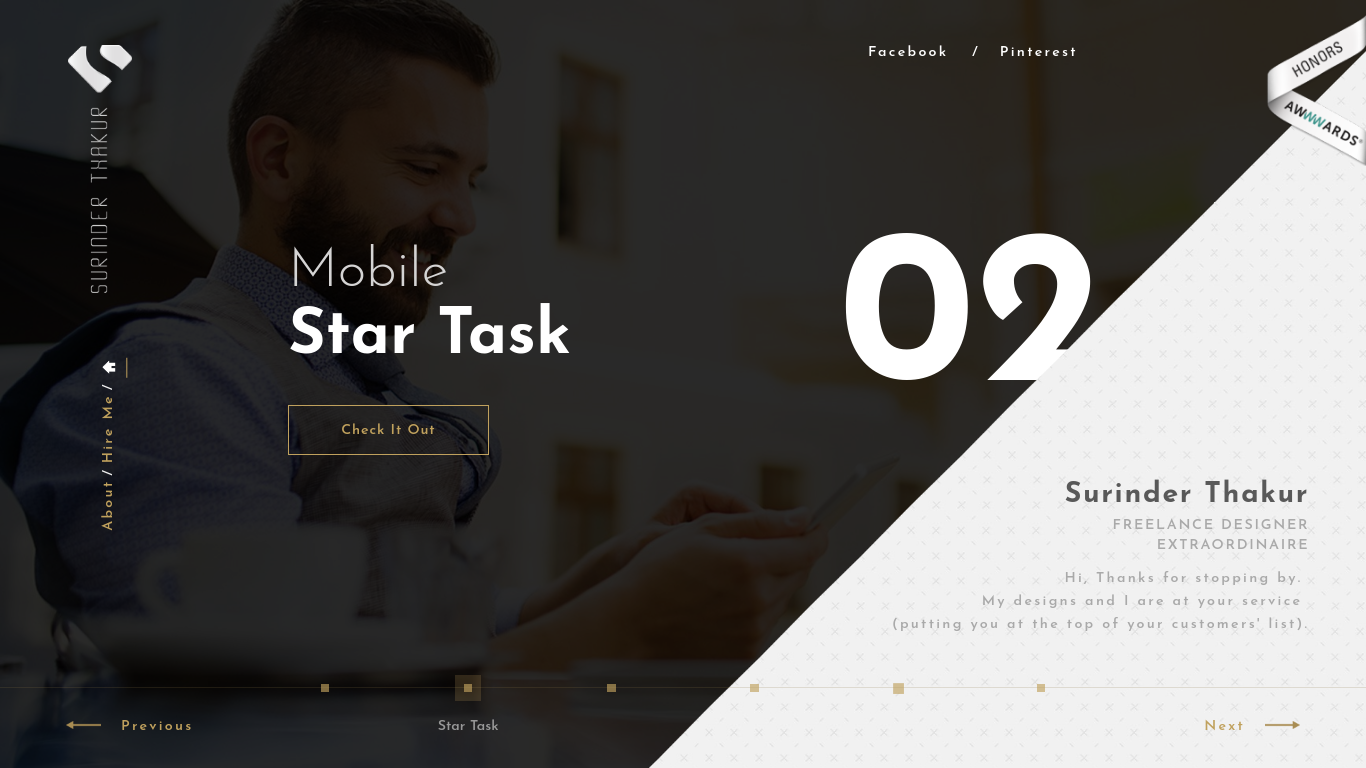 Facebook / Pinterest
HONORS
AWWWARDS
SURINDER THAKUR
Mobile
Star Task
02
Check It Out
About / Hire Me /
Surinder Thakur
FREELANCE DESIGNER
EXTRAORDINAIRE
Hi, Thanks for stopping by.
My designs and I are at your service
(putting you at the top of your customers' list).
Previous
Star Task
Next